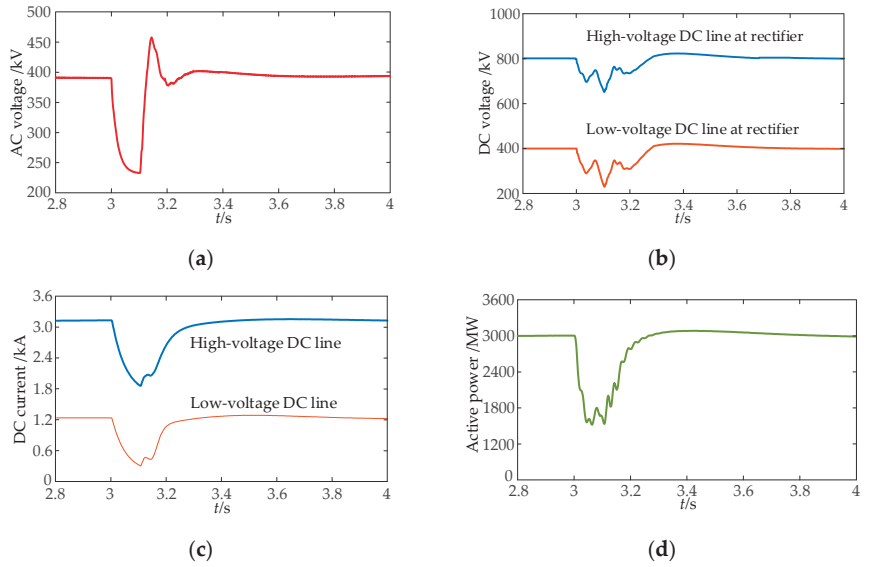 AC voltage /kV
500
450
400
350
300
250
200
2.8 3 3.2 3.4 3.6 3.8 4
t/s
(a)
DC voltage /kV
1000
800
600
400
200
High-voltage DC line at rectifier
Low-voltage DC line at rectifier
2.8 3 3.2 3.4 3.6 3.8 4
t/s
(b)
DC current /kA
3.6
3.0
2.4
1.8
1.2
0.6
0
High-voltage DC line
Low-voltage DC line
2.8 3 3.2 3.4 3.6 3.8 4
t/s
(c)
Active power /MW
3600
3000
2400
1800
1200
600
0
2.8 3 3.2 3.4 3.6 3.8 4
t/s
(d)